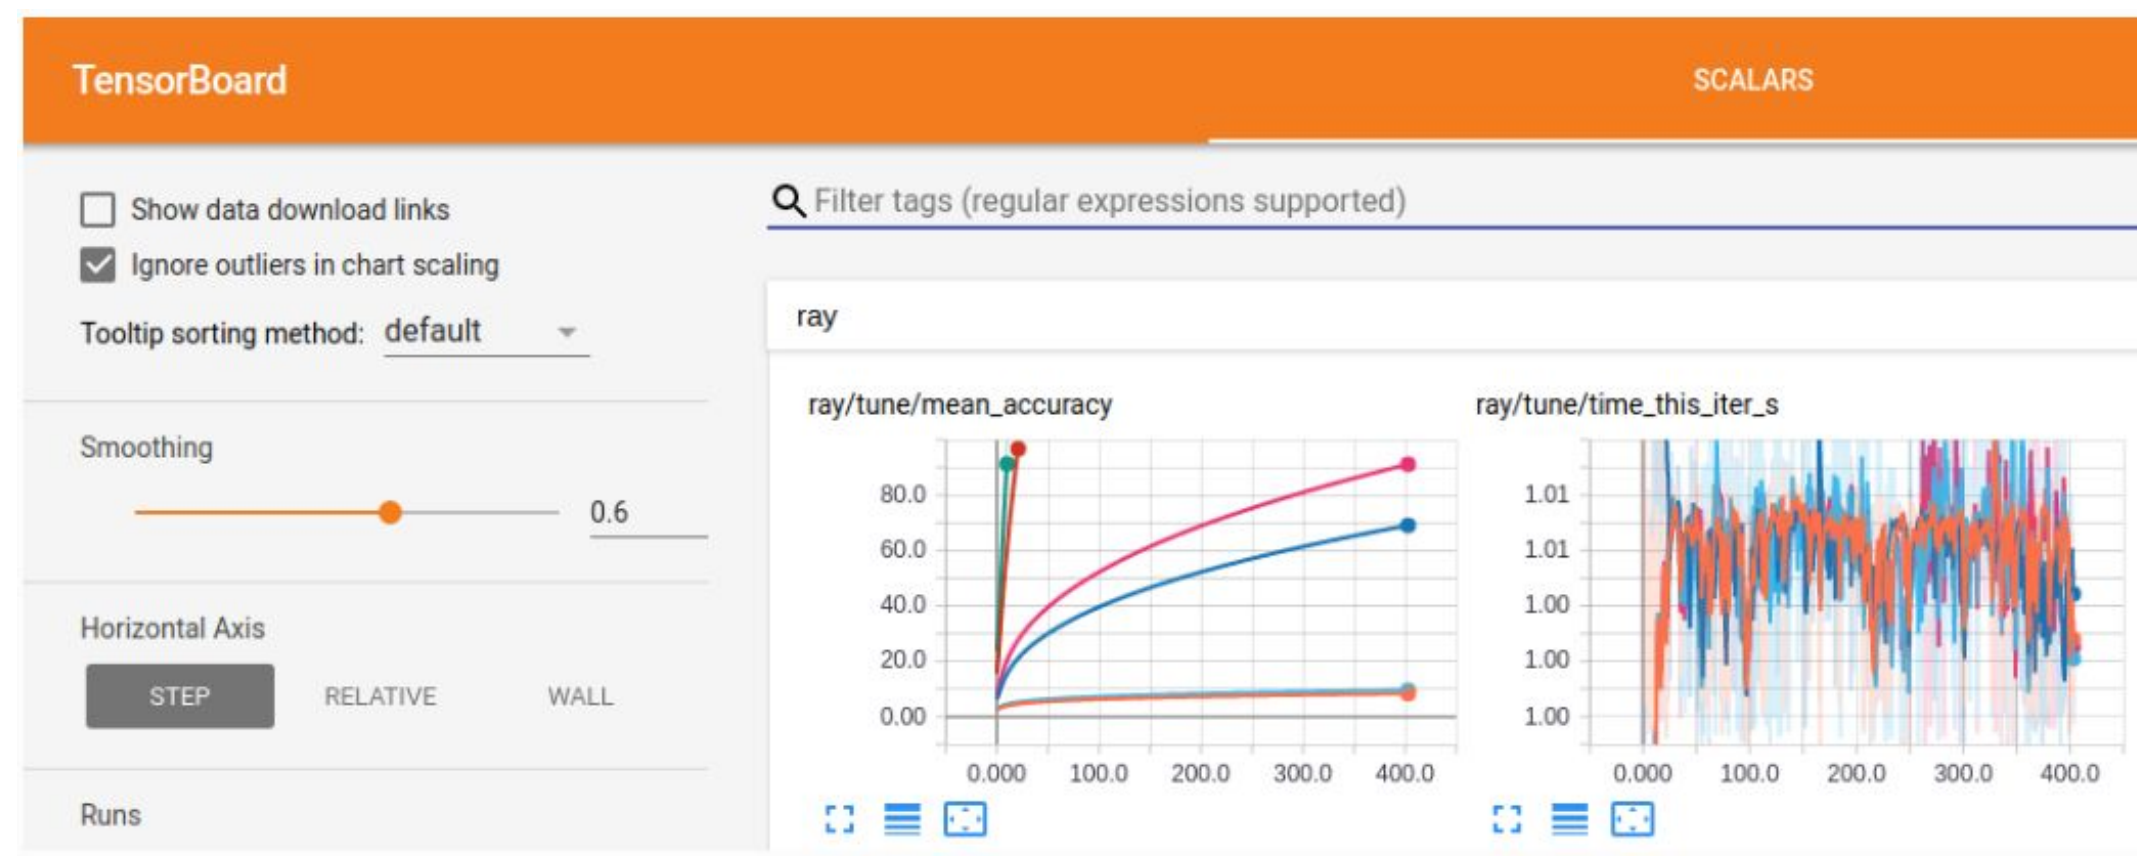 TensorBoard
SCALARS
Show data download links
Ignore outliers in chart scaling
Tooltip sorting method: default
Smoothing
0.6
Horizontal Axis
STEP RELATIVE WALL
Runs
Filter tags (regular expressions supported)
ray
ray/tune/mean_accuracy
80.0
60.0
40.0
20.0
0.00
0.000 100.0 200.0 300.0 400.0
ray/tune/time_this_iter_s
1.01
1.01
1.00
1.00
1.00
0.000 100.0 200.0 300.0 400.0